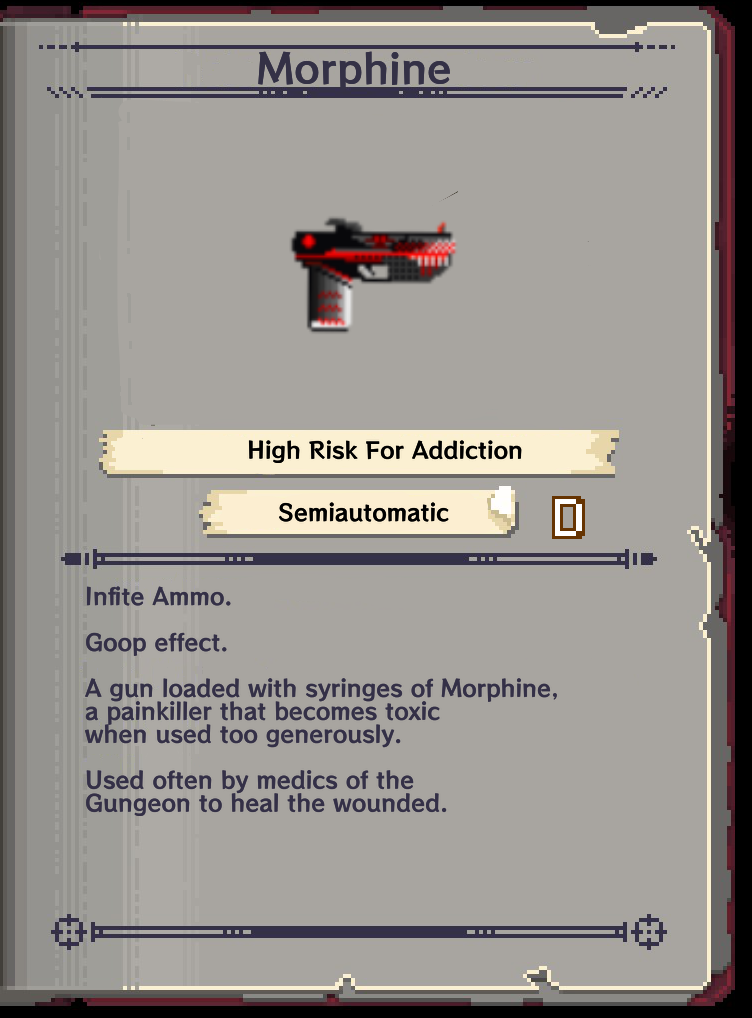 Morphine
High Risk For Addiction
Semiautomatic
Infite Ammo.
Goop effect.
A gun loaded with syringes of Morphine,
a painkiller that becomes toxic
when used too generously.
Used often by medics of the
Gungeon to heal the wounded.